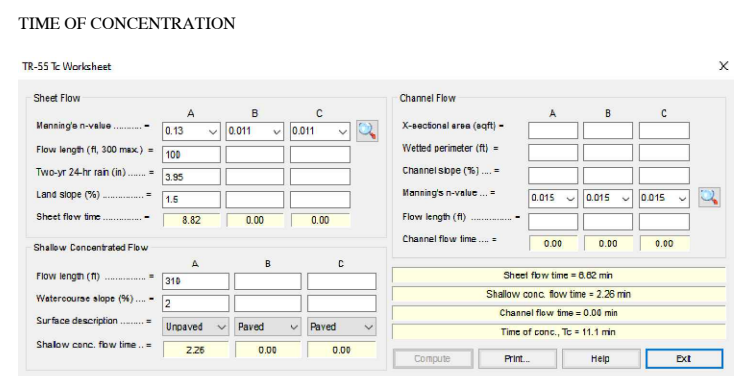 TIME OF CONCENTRATION
TR-55 Tc Worksheet X
Sheet Flow
A B C
Manning's n-value ........... = 0.13 0.011 0.011
Flow length (ft, 300 max.) = 100
Two-yr 24-hr rain (in) ....... = 3.95
Land slope (%) ................. = 1.5
Sheet flow time ............... = 8.82 0.00 0.00
Shallow Concentrated Flow
A B C
Flow length (ft) ................ = 310
Watercourse slope (%) .... = 2
Surface description ......... = Unpaved Paved Paved
Shallow conc. flow time .. = 2.26 0.00 0.00
Channel Flow
A B C
X-sectional area (sqft) =
Wetted perimeter (ft) =
Channel slope (%) .... =
Manning's n-value ... = 0.015 0.015 0.015
Flow length (ft) ................ =
Channel flow time .... = 0.00 0.00 0.00
Sheet flow time = 8.82 min
Shallow conc. flow time = 2.26 min
Channel flow time = 0.00 min
Time of conc., Tc = 11.1 min
Compute Print... Help Exit